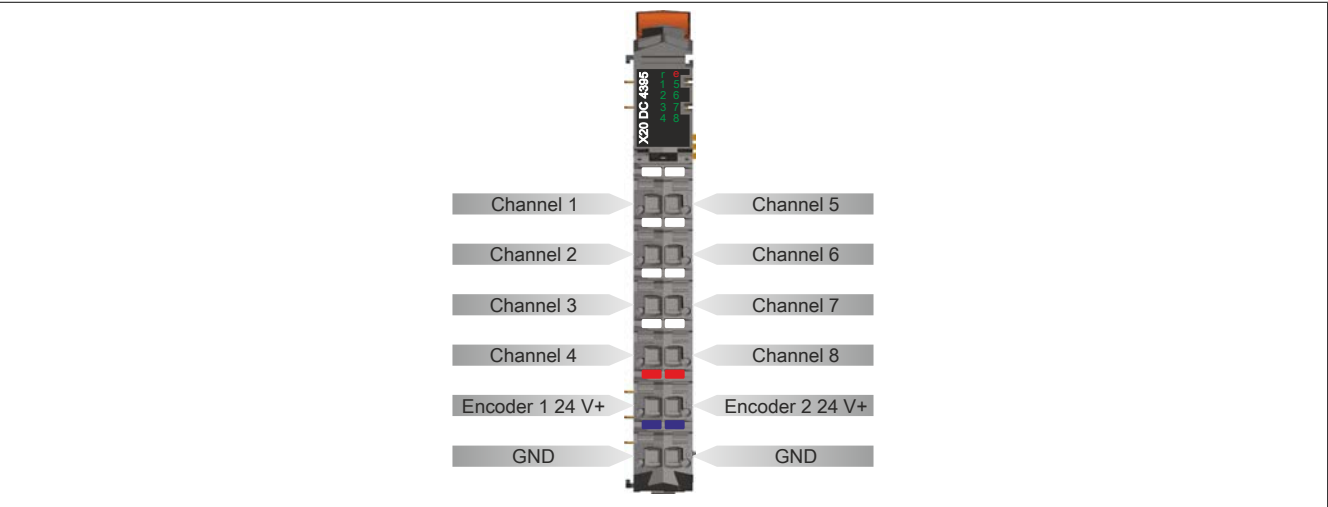 X20 DC 4395
r e
1 5
2 6
3 7
4 8
Channel 1 Channel 5
Channel 2 Channel 6
Channel 3 Channel 7
Channel 4 Channel 8
Encoder 1 24 V+ Encoder 2 24 V+
GND GND